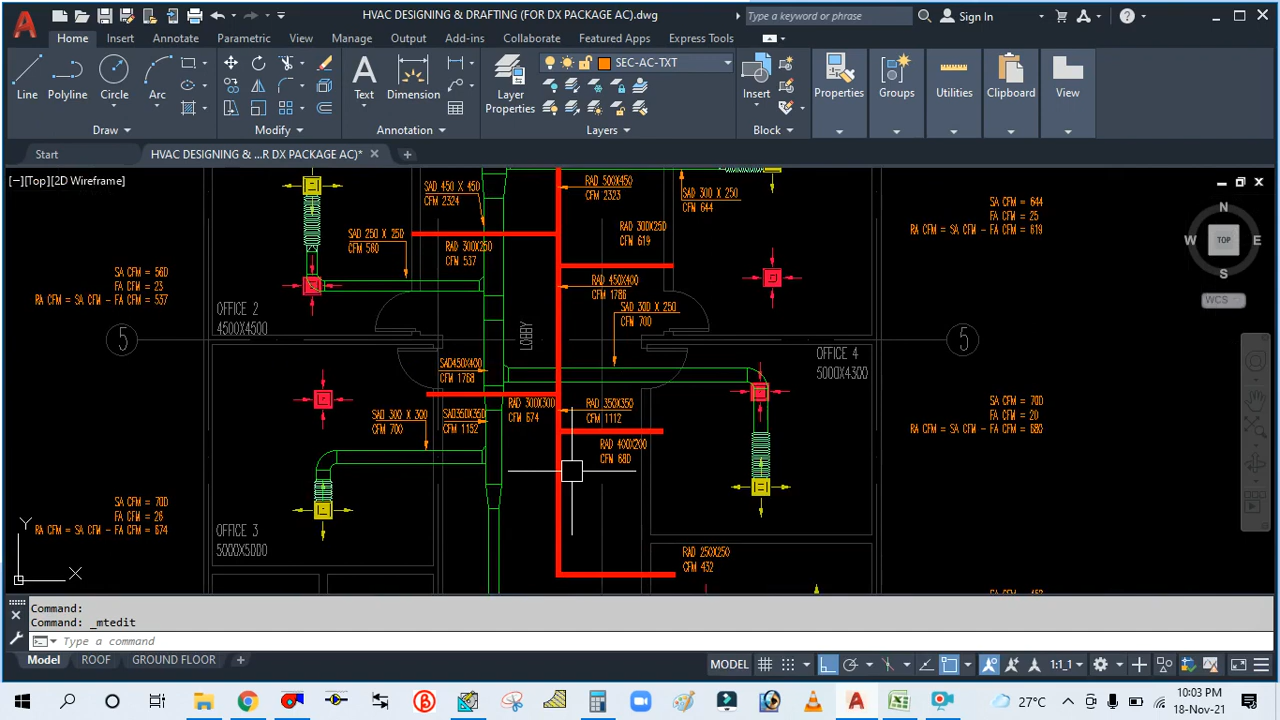 HVAC DESIGNING & DRAFTING (FOR DX PACKAGE AC).dwg
Type a keyword or phrase
Sign In
Home
Insert
Annotate
Parametric
View
Manage
Output
Add-ins
Collaborate
Featured Apps
Express Tools
SEC-AC-TXT
Line
Polyline
Circle
Arc
Text
Dimension
Layer
Properties
Insert
Properties
Groups
Utilities
Clipboard
View
Draw
Modify
Annotation
Layers
Block
Start
HVAC DESIGNING & ...R DX PACKAGE AC)*
[−][Top][2D Wireframe]
SAD 450 X 450
CFM 2324
RAD 500X450
CFM 2323
SAD 300 X 250
CFM 644
SA CFM = 644
FA CFM = 25
RA CFM = SA CFM - FA CFM = 619
N
W
TOP
E
S
WCS
SAD 250 X 250
CFM 560
RAD 300X250
CFM 537
RAD 300X250
CFM 619
SA CFM = 560
FA CFM = 23
RA CFM = SA CFM - FA CFM = 537
RAD 450X400
CFM 1786
SAD 300 X 250
CFM 700
OFFICE 2
4500X4500
LOBBY
5
5
OFFICE 4
5000X4300
SAD450X400
CFM 1768
SAD 300 X 300
CFM 700
SAD350X350
CFM 1152
RAD 300X300
CFM 674
RAD 350X350
CFM 1112
SA CFM = 700
FA CFM = 20
RA CFM = SA CFM - FA CFM = 680
RAD 400X200
CFM 680
SA CFM = 700
FA CFM = 26
RA CFM = SA CFM - FA CFM = 674
OFFICE 3
5000X5000
RAD 250X250
CFM 432
Y
X
Command:
Command: _mtedit
Type a command
Model
ROOF
GROUND FLOOR
MODEL
1:1
27°C
10:03 PM
18-Nov-21